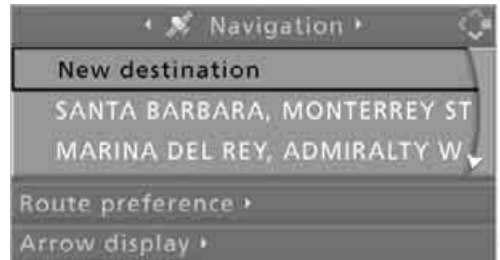 Navigation
New destination
SANTA BARBARA, MONTERREY ST
MARINA DEL REY, ADMIRALTY W
Route preference
Arrow display